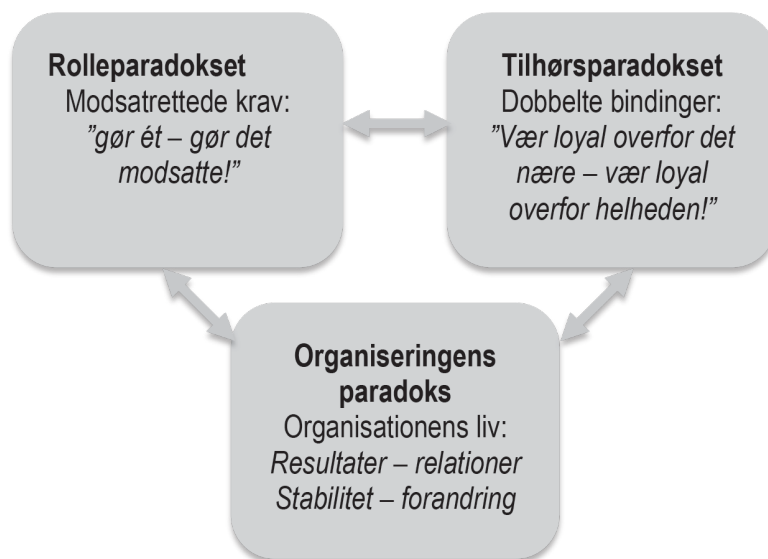 Rolleparadokset
Modsatrettede krav:
”gør ét – gør det
modsatte!”
Tilhørsparadokset
Dobbelte bindinger:
”Vær loyal overfor det
nære – vær loyal
overfor helheden!”
Organiseringens
paradoks
Organisationens liv:
Resultater – relationer
Stabilitet – forandring